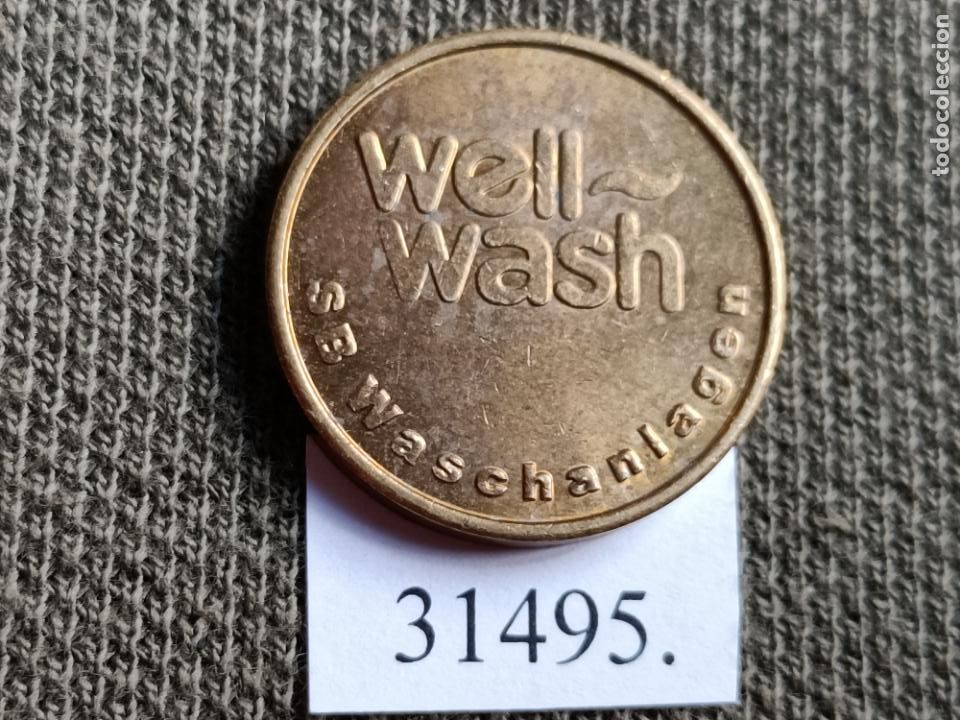 well~
wash
SB Waschanlagen
31495.
todocoleccion